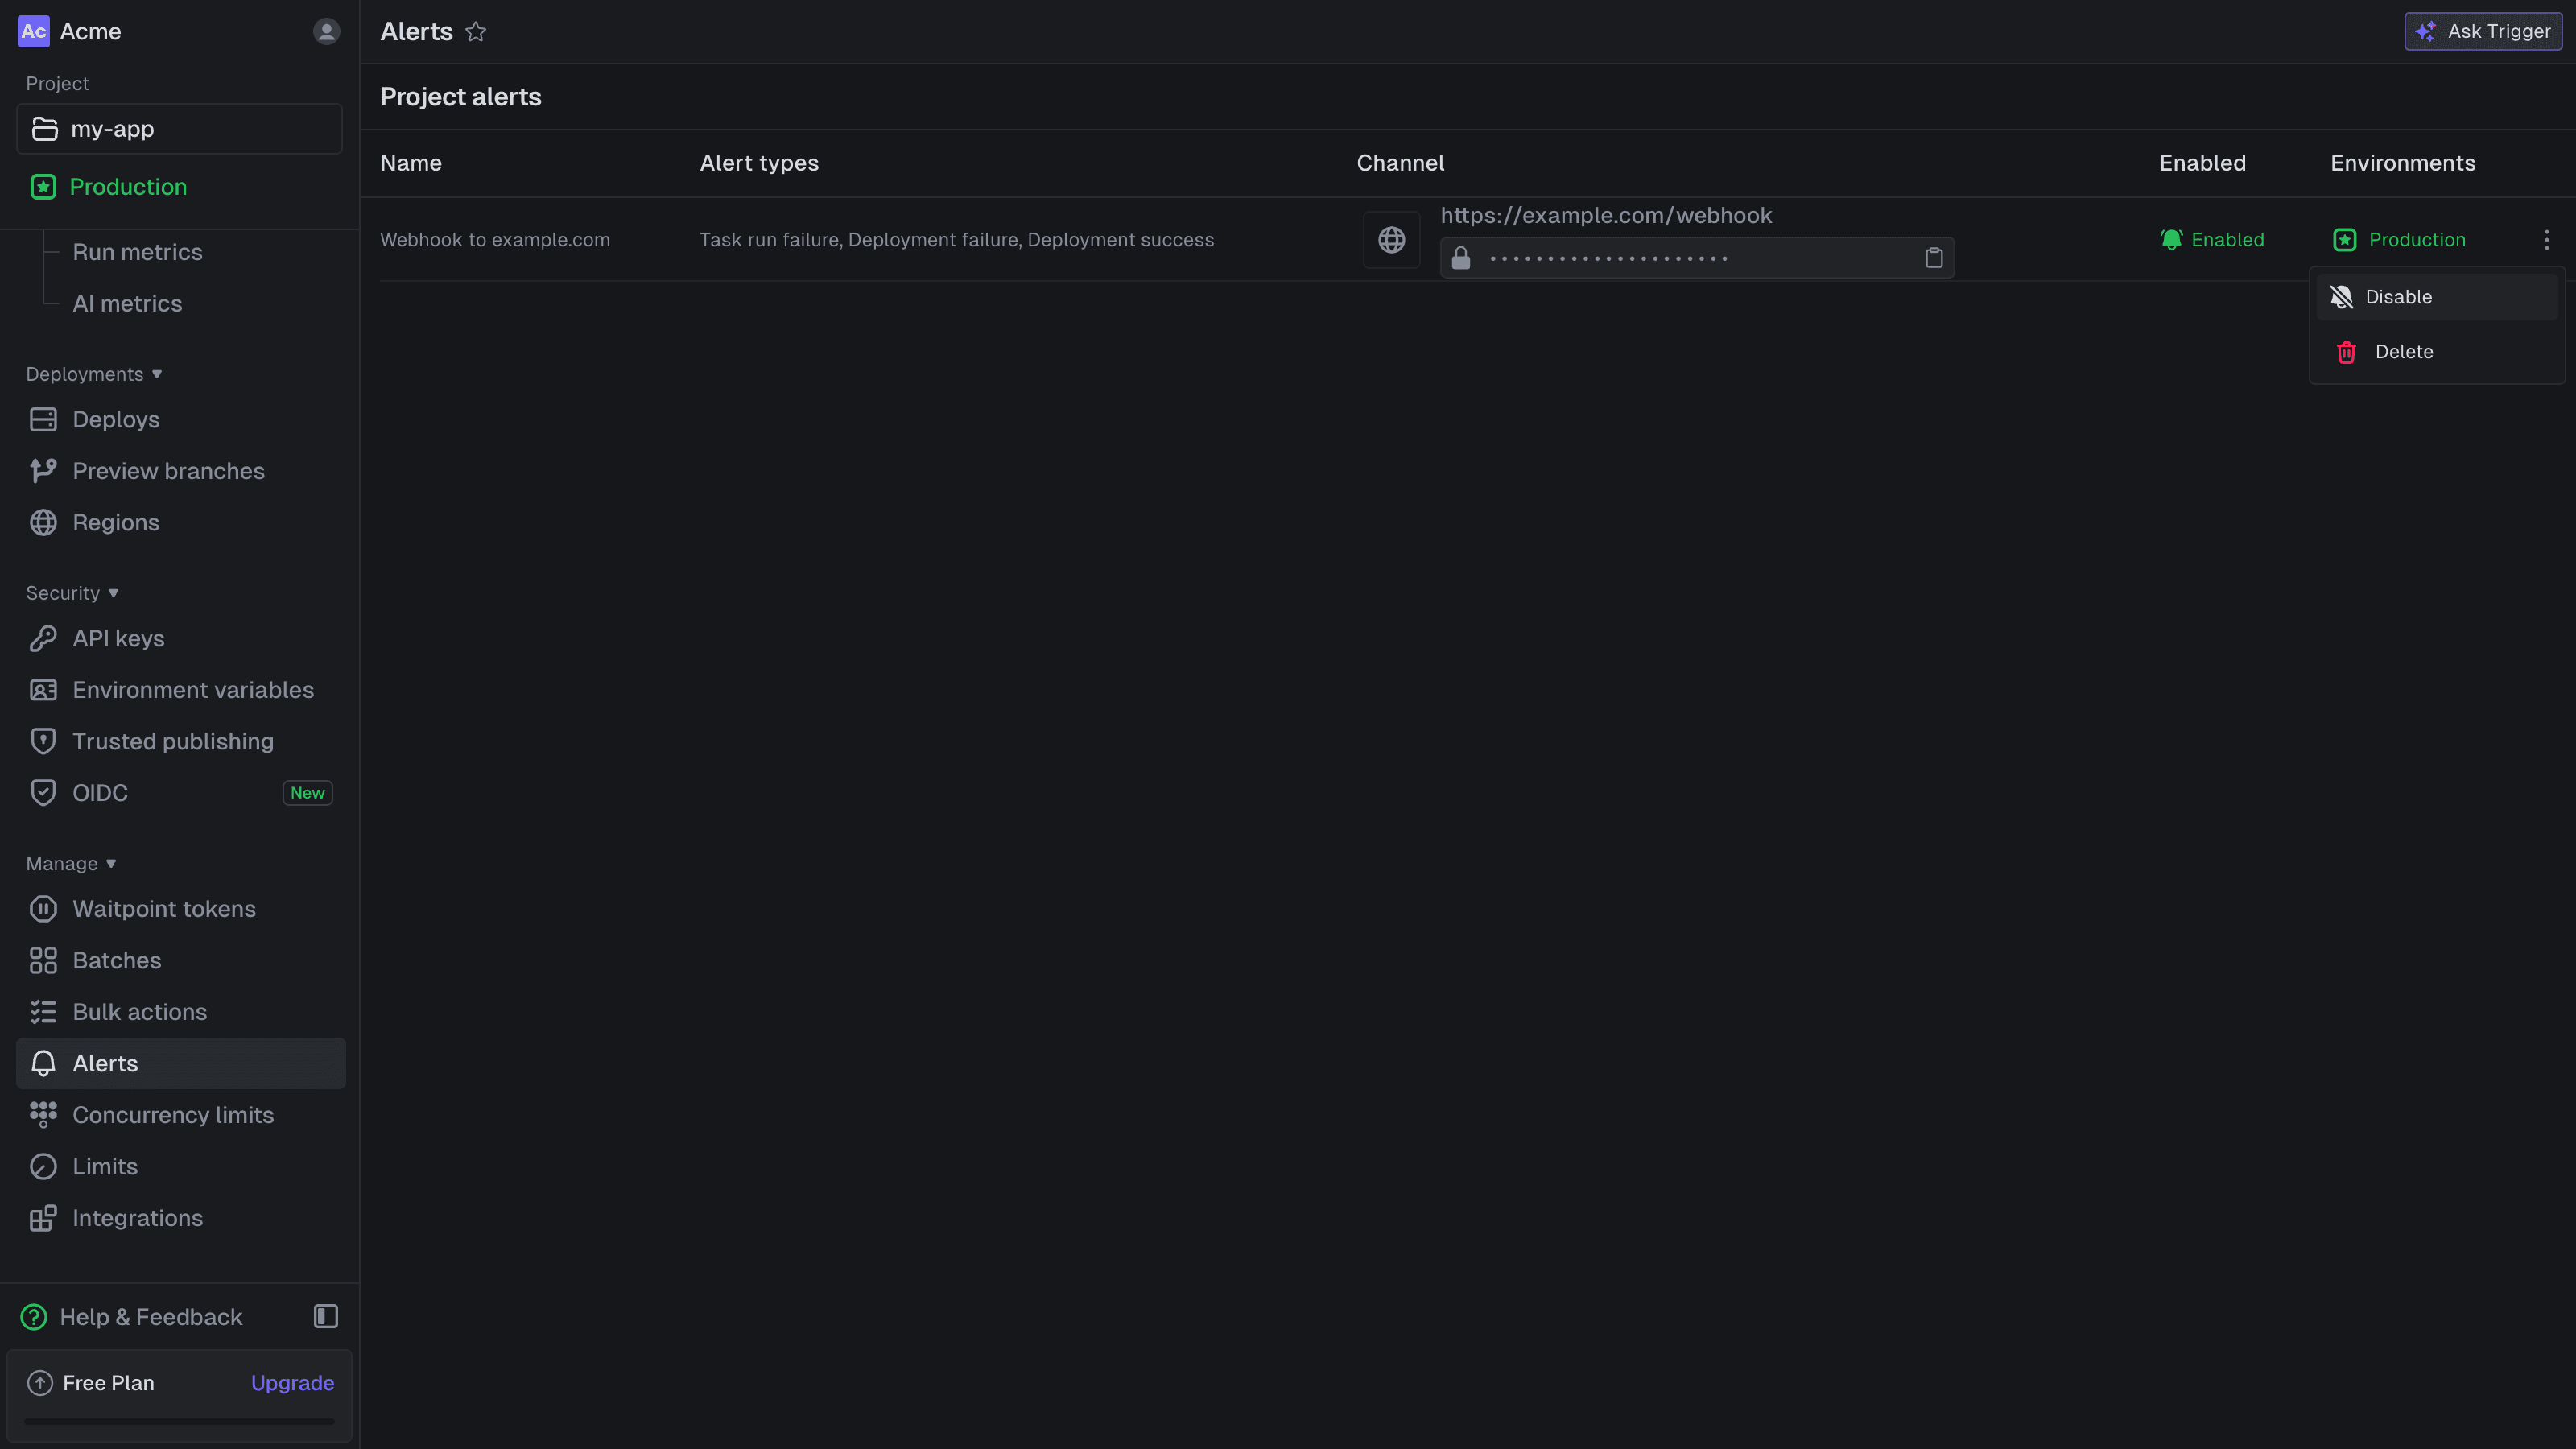 Ac Acme
Project
my-app
Production
Run metrics
AI metrics
Deployments
Deploys
Preview branches
Regions
Security
API keys
Environment variables
Trusted publishing
OIDC New
Manage
Waitpoint tokens
Batches
Bulk actions
Alerts
Concurrency limits
Limits
Integrations
Help & Feedback
Free Plan Upgrade
Alerts
Ask Trigger
Project alerts
Name Alert types Channel Enabled Environments
https://example.com/webhook
Webhook to example.com Task run failure, Deployment failure, Deployment success Enabled Production
Disable
Delete